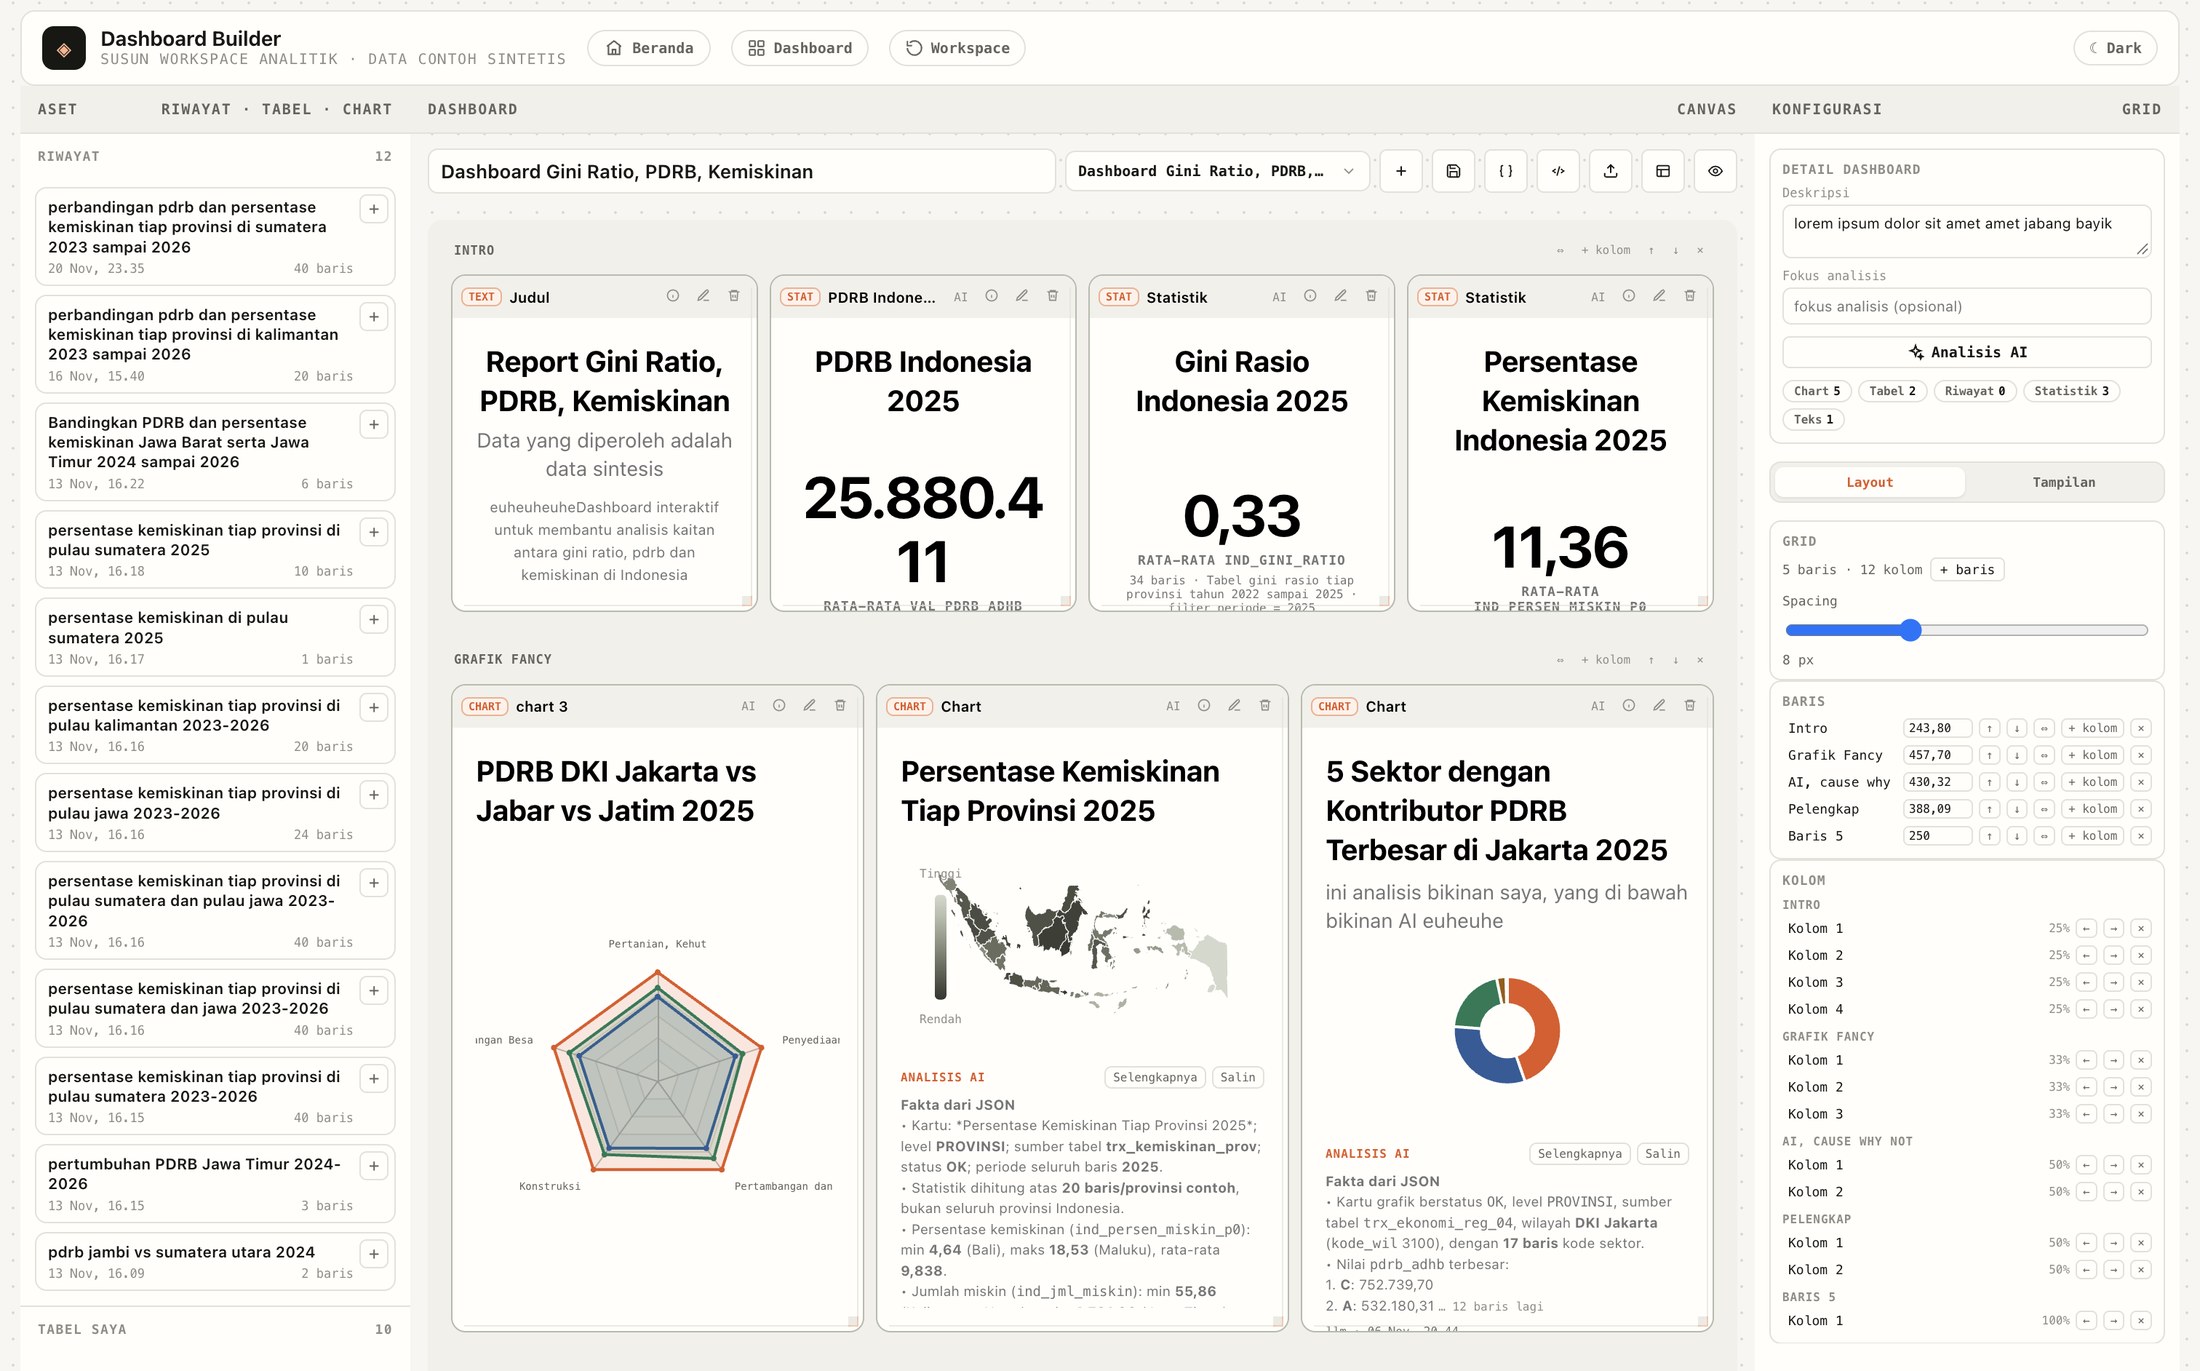 Dashboard Builder
SUSUN WORKSPACE ANALITIK · DATA CONTOH SINTETIS
Beranda
Dashboard
Workspace
Dark
ASET
RIWAYAT · TABEL · CHART
DASHBOARD
CANVAS
KONFIGURASI
GRID
RIWAYAT
12
perbandingan pdrb dan persentase
kemiskinan tiap provinsi di sumatera
2023 sampai 2026
20 Nov, 23.35
40 baris
perbandingan pdrb dan persentase
kemiskinan tiap provinsi di kalimantan
2023 sampai 2026
16 Nov, 15.40
20 baris
Bandingkan PDRB dan persentase
kemiskinan Jawa Barat serta Jawa
Timur 2024 sampai 2026
13 Nov, 16.22
6 baris
persentase kemiskinan tiap provinsi di
pulau sumatera 2025
13 Nov, 16.18
10 baris
persentase kemiskinan di pulau
sumatera 2025
13 Nov, 16.17
1 baris
persentase kemiskinan tiap provinsi di
pulau kalimantan 2023-2026
13 Nov, 16.16
20 baris
persentase kemiskinan tiap provinsi di
pulau jawa 2023-2026
13 Nov, 16.16
24 baris
persentase kemiskinan tiap provinsi di
pulau sumatera dan pulau jawa 2023-
2026
13 Nov, 16.16
40 baris
persentase kemiskinan tiap provinsi di
pulau sumatera dan jawa 2023-2026
13 Nov, 16.16
40 baris
persentase kemiskinan tiap provinsi di
pulau sumatera 2023-2026
13 Nov, 16.15
40 baris
pertumbuhan PDRB Jawa Timur 2024-
2026
13 Nov, 16.15
3 baris
pdrb jambi vs sumatera utara 2024
13 Nov, 16.09
2 baris
TABEL SAYA
10
Dashboard Gini Ratio, PDRB, Kemiskinan
Dashboard Gini Ratio, PDRB,…
INTRO
+ kolom ↑ ↓ ×
TEXT Judul
Report Gini Ratio,
PDRB, Kemiskinan
Data yang diperoleh adalah
data sintesis
euheuheuheDashboard interaktif
untuk membantu analisis kaitan
antara gini ratio, pdrb dan
kemiskinan di Indonesia
STAT PDRB Indone… AI
PDRB Indonesia
2025
25.880.4
11
RATA-RATA VAL_PDRB_ADHB
STAT Statistik AI
Gini Rasio
Indonesia 2025
0,33
RATA-RATA IND_GINI_RATIO
34 baris · Tabel gini rasio tiap
provinsi tahun 2022 sampai 2025 ·
filter periode = 2025
STAT Statistik AI
Persentase
Kemiskinan
Indonesia 2025
11,36
RATA-RATA
IND_PERSEN_MISKIN_P0
GRAFIK FANCY
+ kolom ↑ ↓ ×
CHART chart 3 AI
PDRB DKI Jakarta vs
Jabar vs Jatim 2025
Pertanian, Kehut
ngan Besa
Penyediaan
Konstruksi
Pertambangan dan
CHART Chart AI
Persentase Kemiskinan
Tiap Provinsi 2025
Tinggi
Rendah
ANALISIS AI
Selengkapnya
Salin
Fakta dari JSON
• Kartu: *Persentase Kemiskinan Tiap Provinsi 2025*;
level PROVINSI; sumber tabel trx_kemiskinan_prov;
status OK; periode seluruh baris 2025.
• Statistik dihitung atas 20 baris/provinsi contoh,
bukan seluruh provinsi Indonesia.
• Persentase kemiskinan (ind_persen_miskin_p0):
min 4,64 (Bali), maks 18,53 (Maluku), rata-rata
9,838.
• Jumlah miskin (ind_jml_miskin): min 55,86
CHART Chart AI
5 Sektor dengan
Kontributor PDRB
Terbesar di Jakarta 2025
ini analisis bikinan saya, yang di bawah
bikinan AI euheuhe
ANALISIS AI
Selengkapnya
Salin
Fakta dari JSON
• Kartu grafik berstatus OK, level PROVINSI, sumber
tabel trx_ekonomi_reg_04, wilayah DKI Jakarta
(kode_wil 3100), dengan 17 baris kode sektor.
• Nilai pdrb_adhb terbesar:
1. C: 752.739,70
2. A: 532.180,31 … 12 baris lagi
llm · 06 Nov, 20.44
DETAIL DASHBOARD
Deskripsi
lorem ipsum dolor sit amet amet jabang bayik
Fokus analisis
fokus analisis (opsional)
Analisis AI
Chart 5
Tabel 2
Riwayat 0
Statistik 3
Teks 1
Layout
Tampilan
GRID
5 baris · 12 kolom
+ baris
Spacing
8 px
BARIS
Intro 243,80 ↑ ↓ ⇔ + kolom ×
Grafik Fancy 457,70 ↑ ↓ ⇔ + kolom ×
AI, cause why 430,32 ↑ ↓ ⇔ + kolom ×
Pelengkap 388,09 ↑ ↓ ⇔ + kolom ×
Baris 5 250 ↑ ↓ ⇔ + kolom ×
KOLOM
INTRO
Kolom 1 25% ← → ×
Kolom 2 25% ← → ×
Kolom 3 25% ← → ×
Kolom 4 25% ← → ×
GRAFIK FANCY
Kolom 1 33% ← → ×
Kolom 2 33% ← → ×
Kolom 3 33% ← → ×
AI, CAUSE WHY NOT
Kolom 1 50% ← → ×
Kolom 2 50% ← → ×
PELENGKAP
Kolom 1 50% ← → ×
Kolom 2 50% ← → ×
BARIS 5
Kolom 1 100% ← → ×